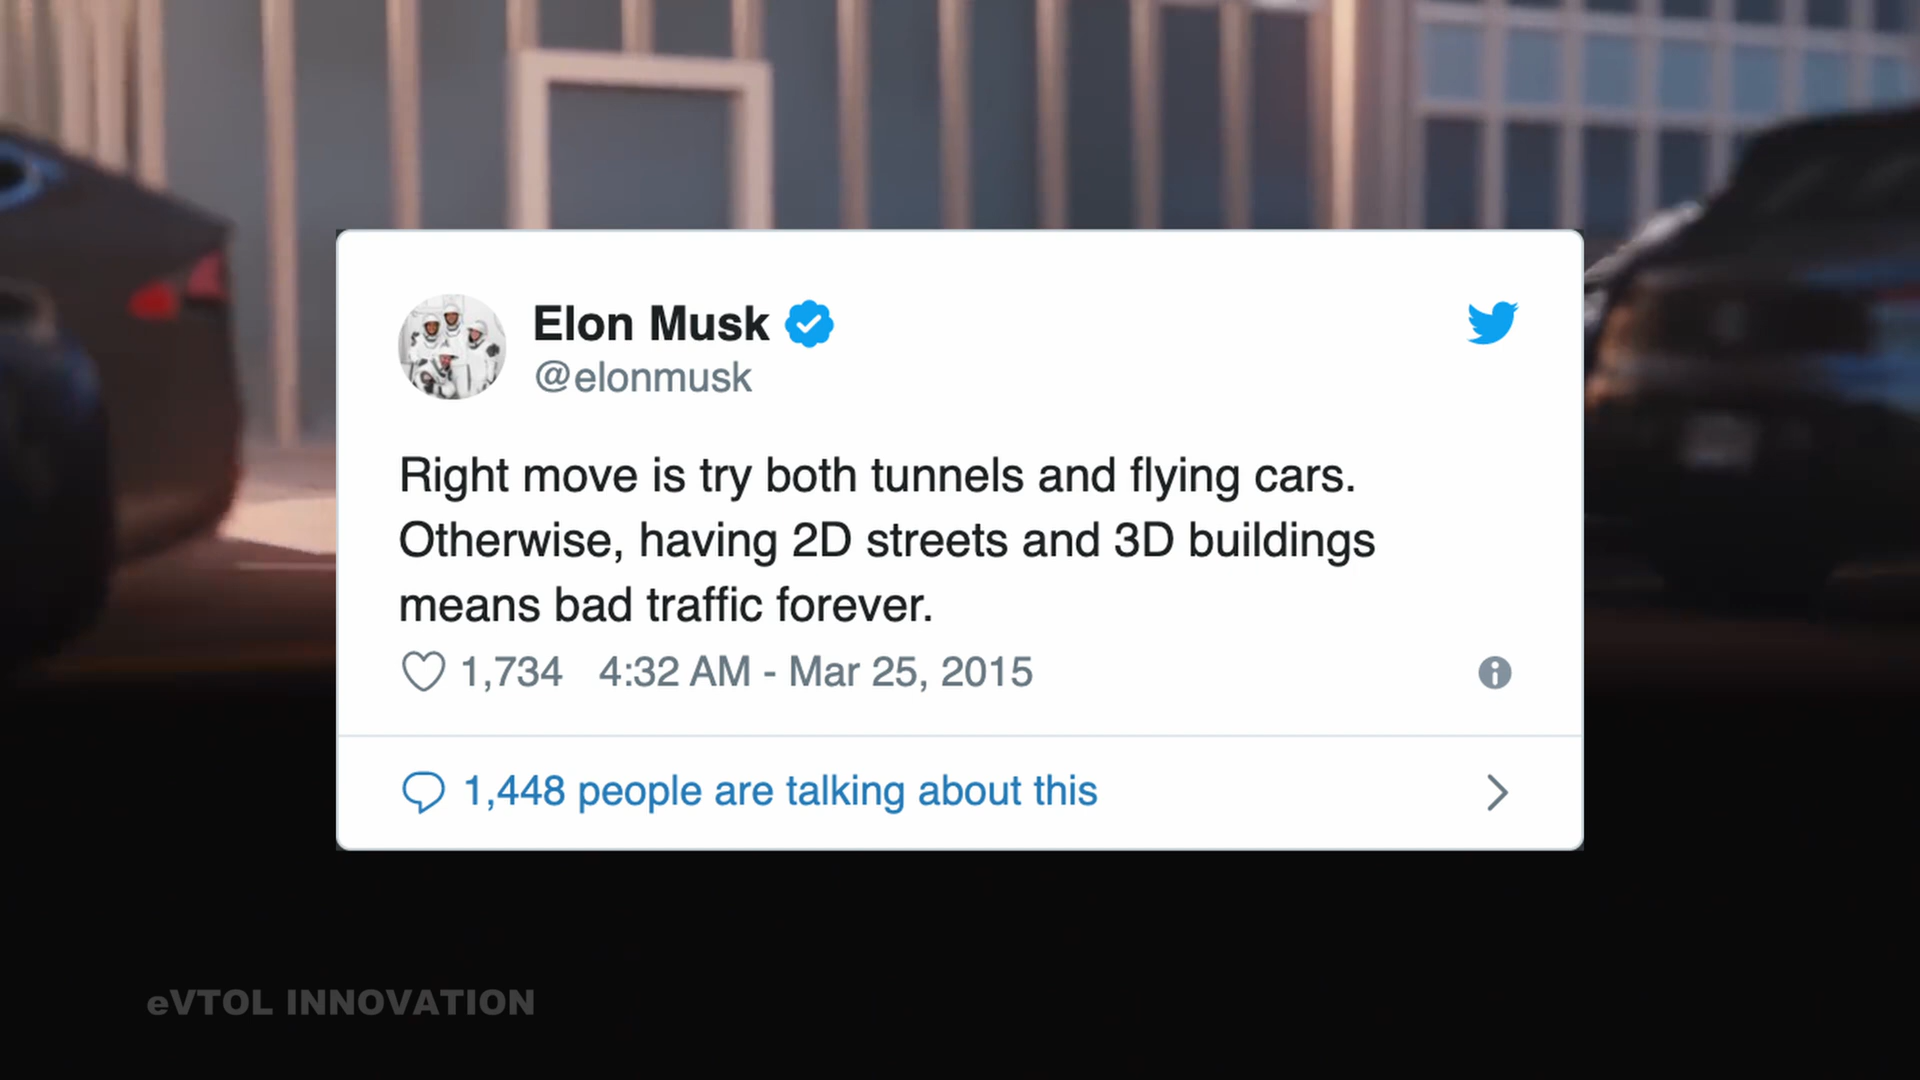 Elon Musk
@elonmusk
Right move is try both tunnels and flying cars.
Otherwise, having 2D streets and 3D buildings
means bad traffic forever.
1,734 4:32 AM - Mar 25, 2015
1,448 people are talking about this
eVTOL INNOVATION